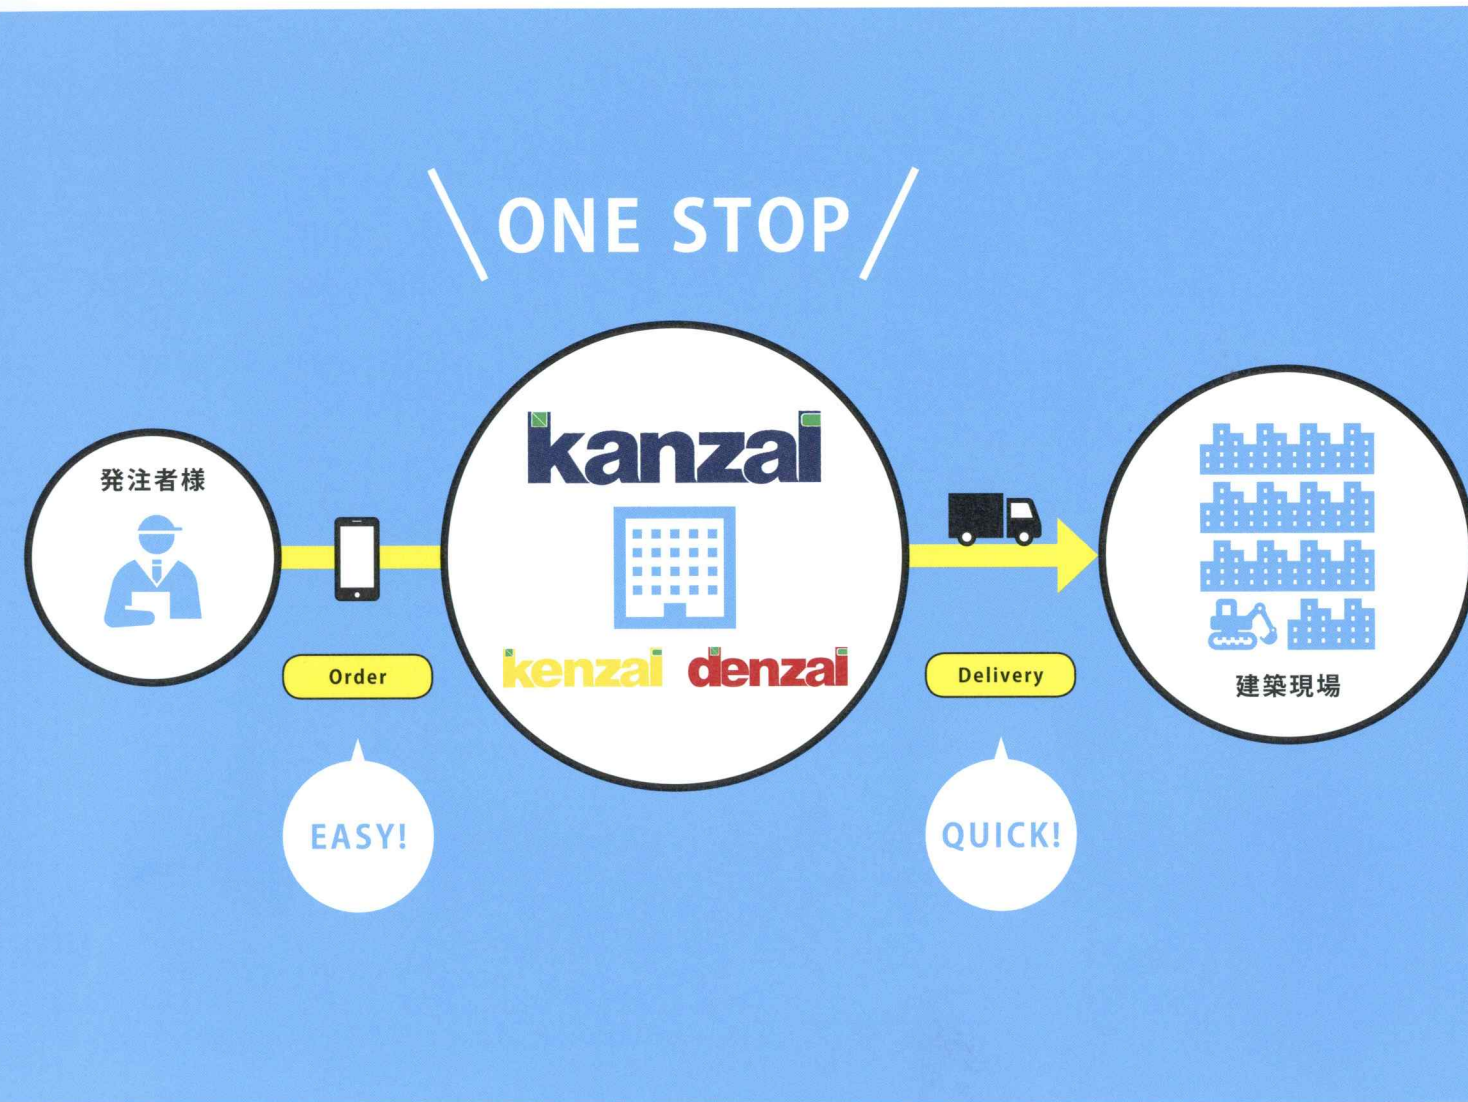 ONE STOP
発注者様
Order
EASY!
kanzai
kenzai denzai
Delivery
QUICK!
建築現場